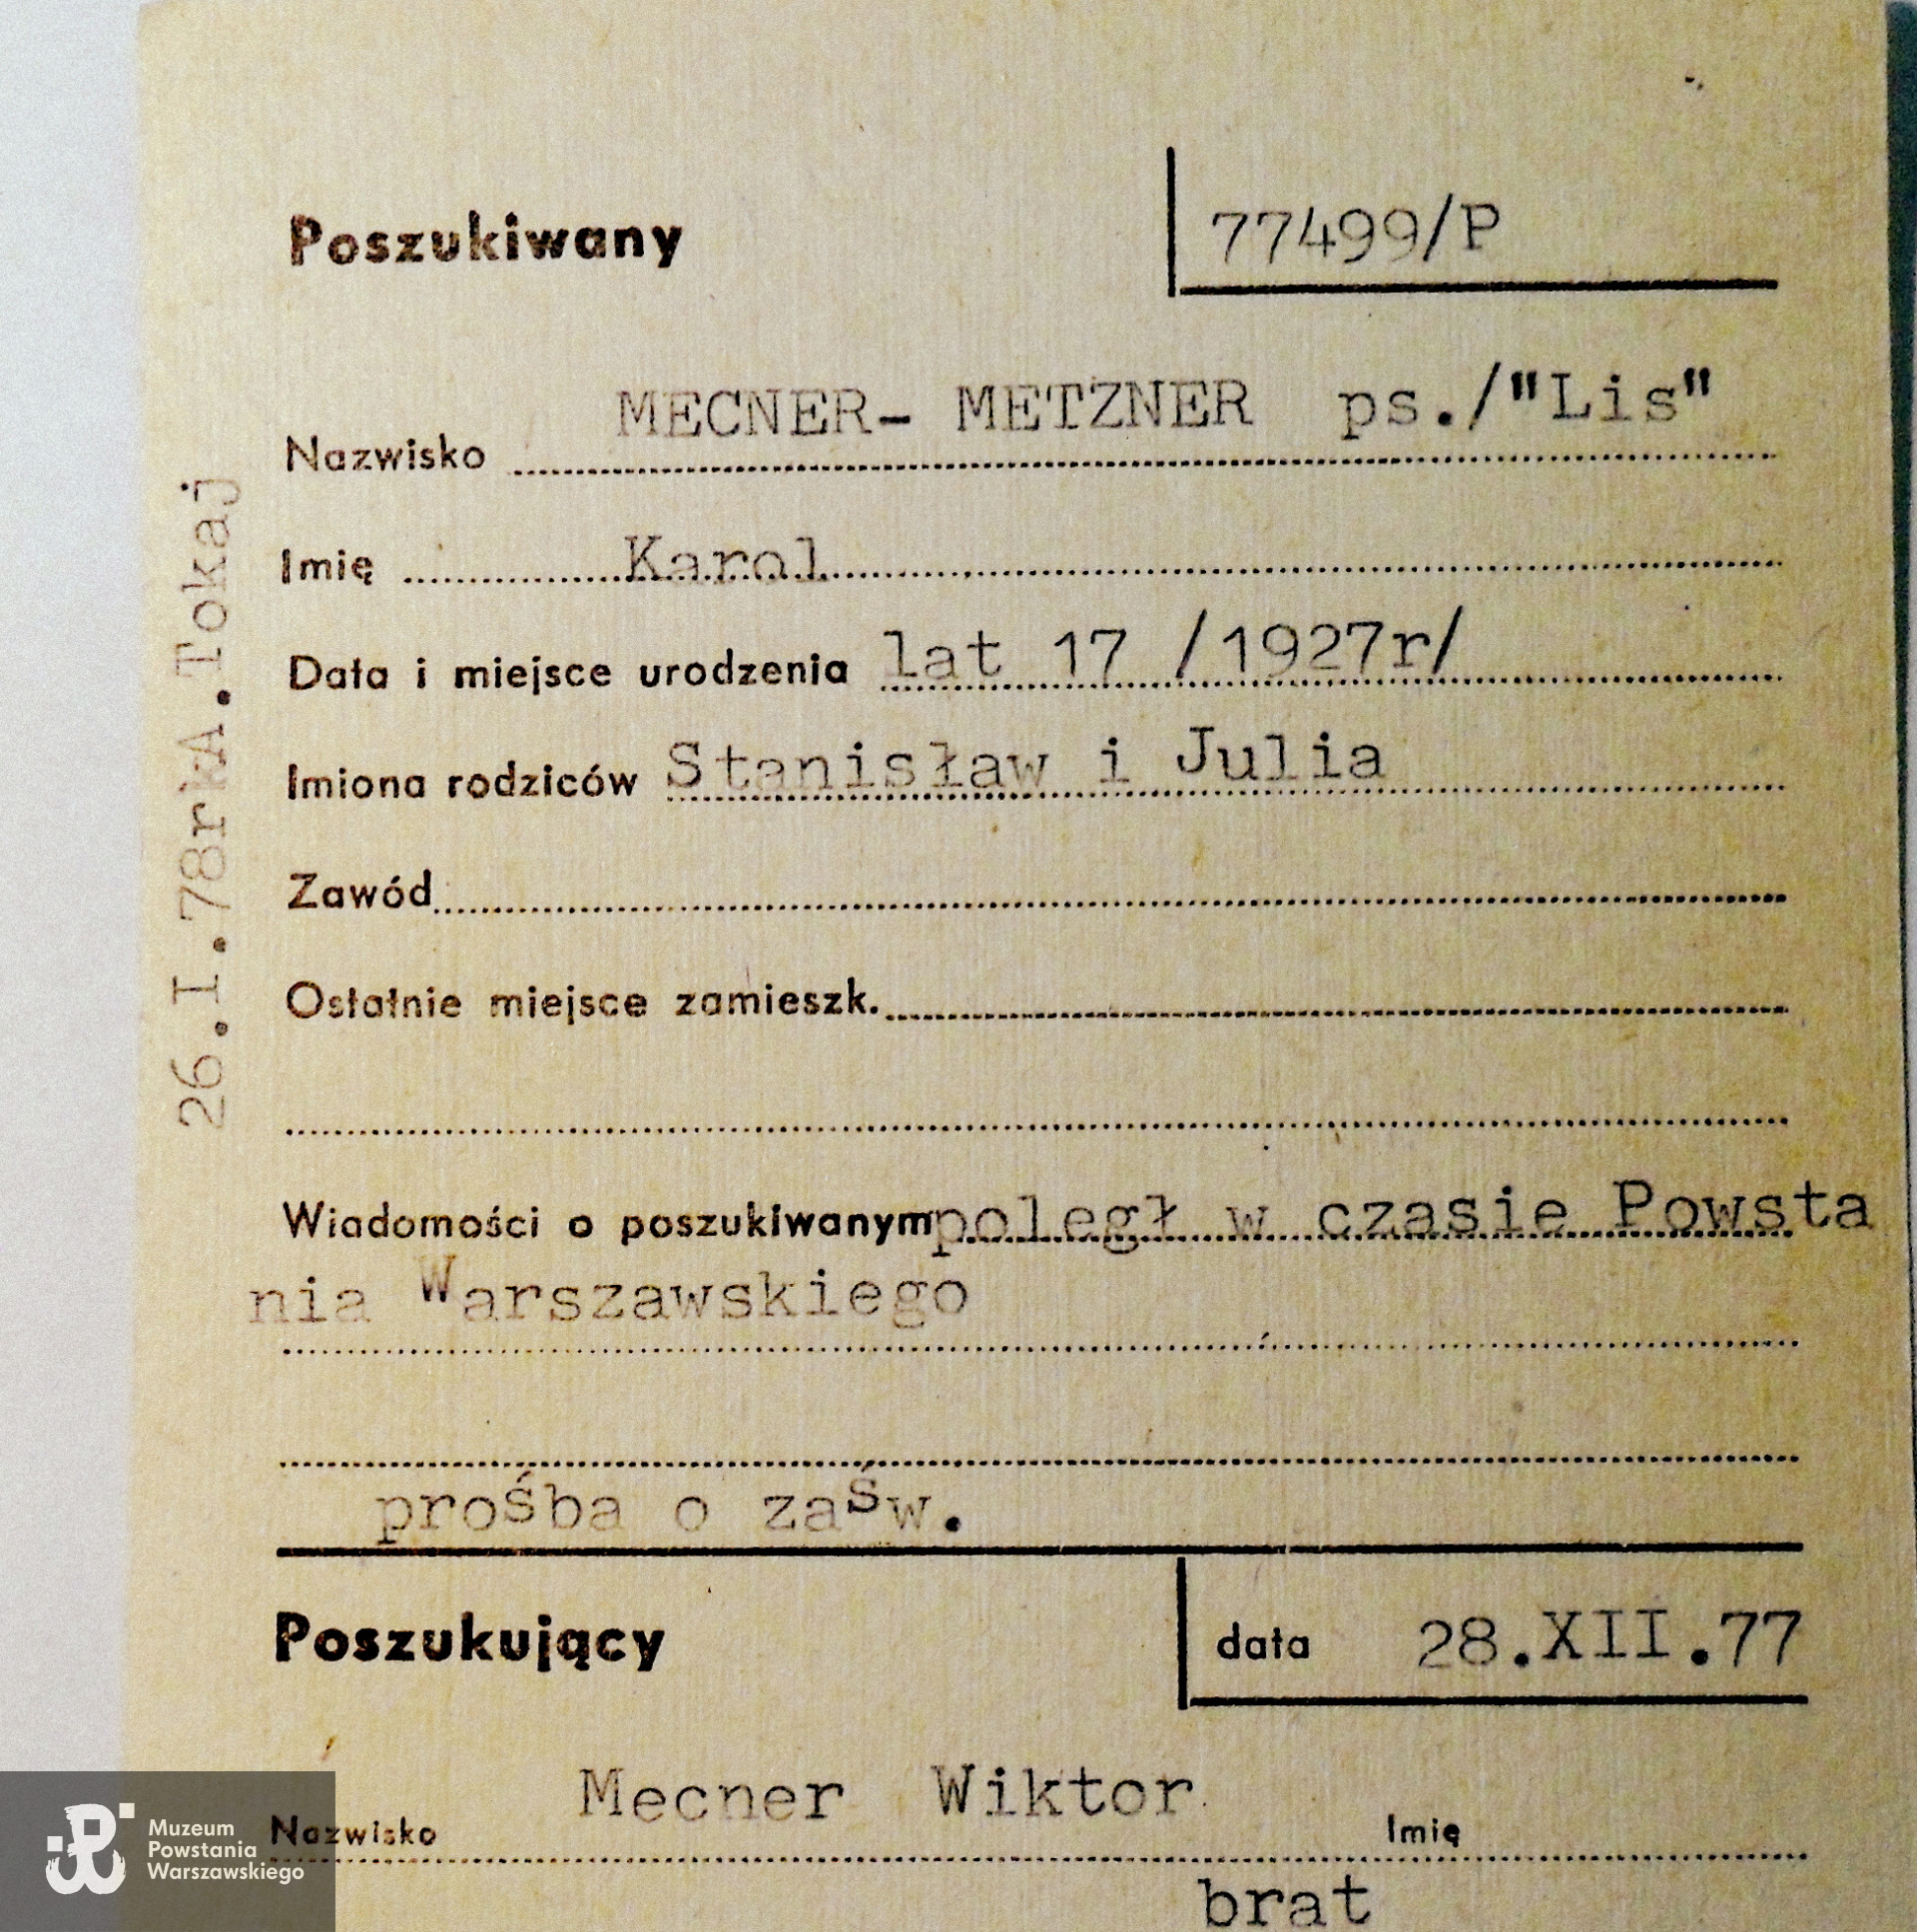 Poszukiwany
77499/P
Nazwisko MECNER- METZNER ps./"Lis"
Imię Karol
Data i miejsce urodzenia lat 17 /1927r/
Imiona rodziców Stanisław i Julia
Zawód
Ostatnie miejsce zamieszk.
Wiadomości o poszukiwanym poległ w czasie Powsta
nia Warszawskiego
prośba o zaśw.
Poszukujący
data 28.XII.77
Nazwisko Mecner Wiktor Imię
brat
26.I.78r A.Tokaj
Muzeum
Powstania
Warszawskiego